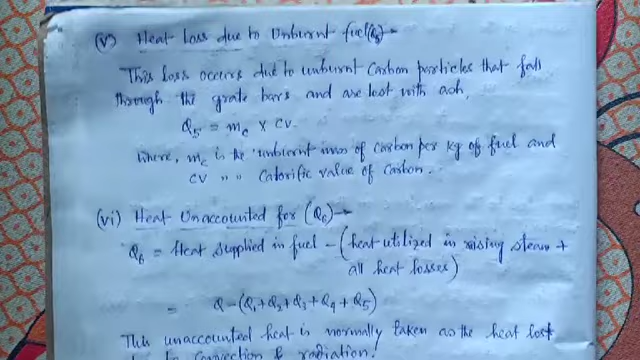 (v) Heat Loss due to Unburnt fuel(Q5)→
This loss occurs due to unburnt Carbon particles that fall
through the grate bars and are lost with ash.
Q5 = mc × CV.
where, mc is the unburnt mass of carbon per kg of fuel and
CV " " Calorific value of Carbon.
(vi) Heat Unaccounted for (Q6)→
Q6 = Heat supplied in fuel - (heat utilized in raising steam +
all heat losses)
= Q-(Q1+Q2+Q3+Q4+Q5)
This unaccounted heat is normally taken as the heat lost
due to Convection & radiation.